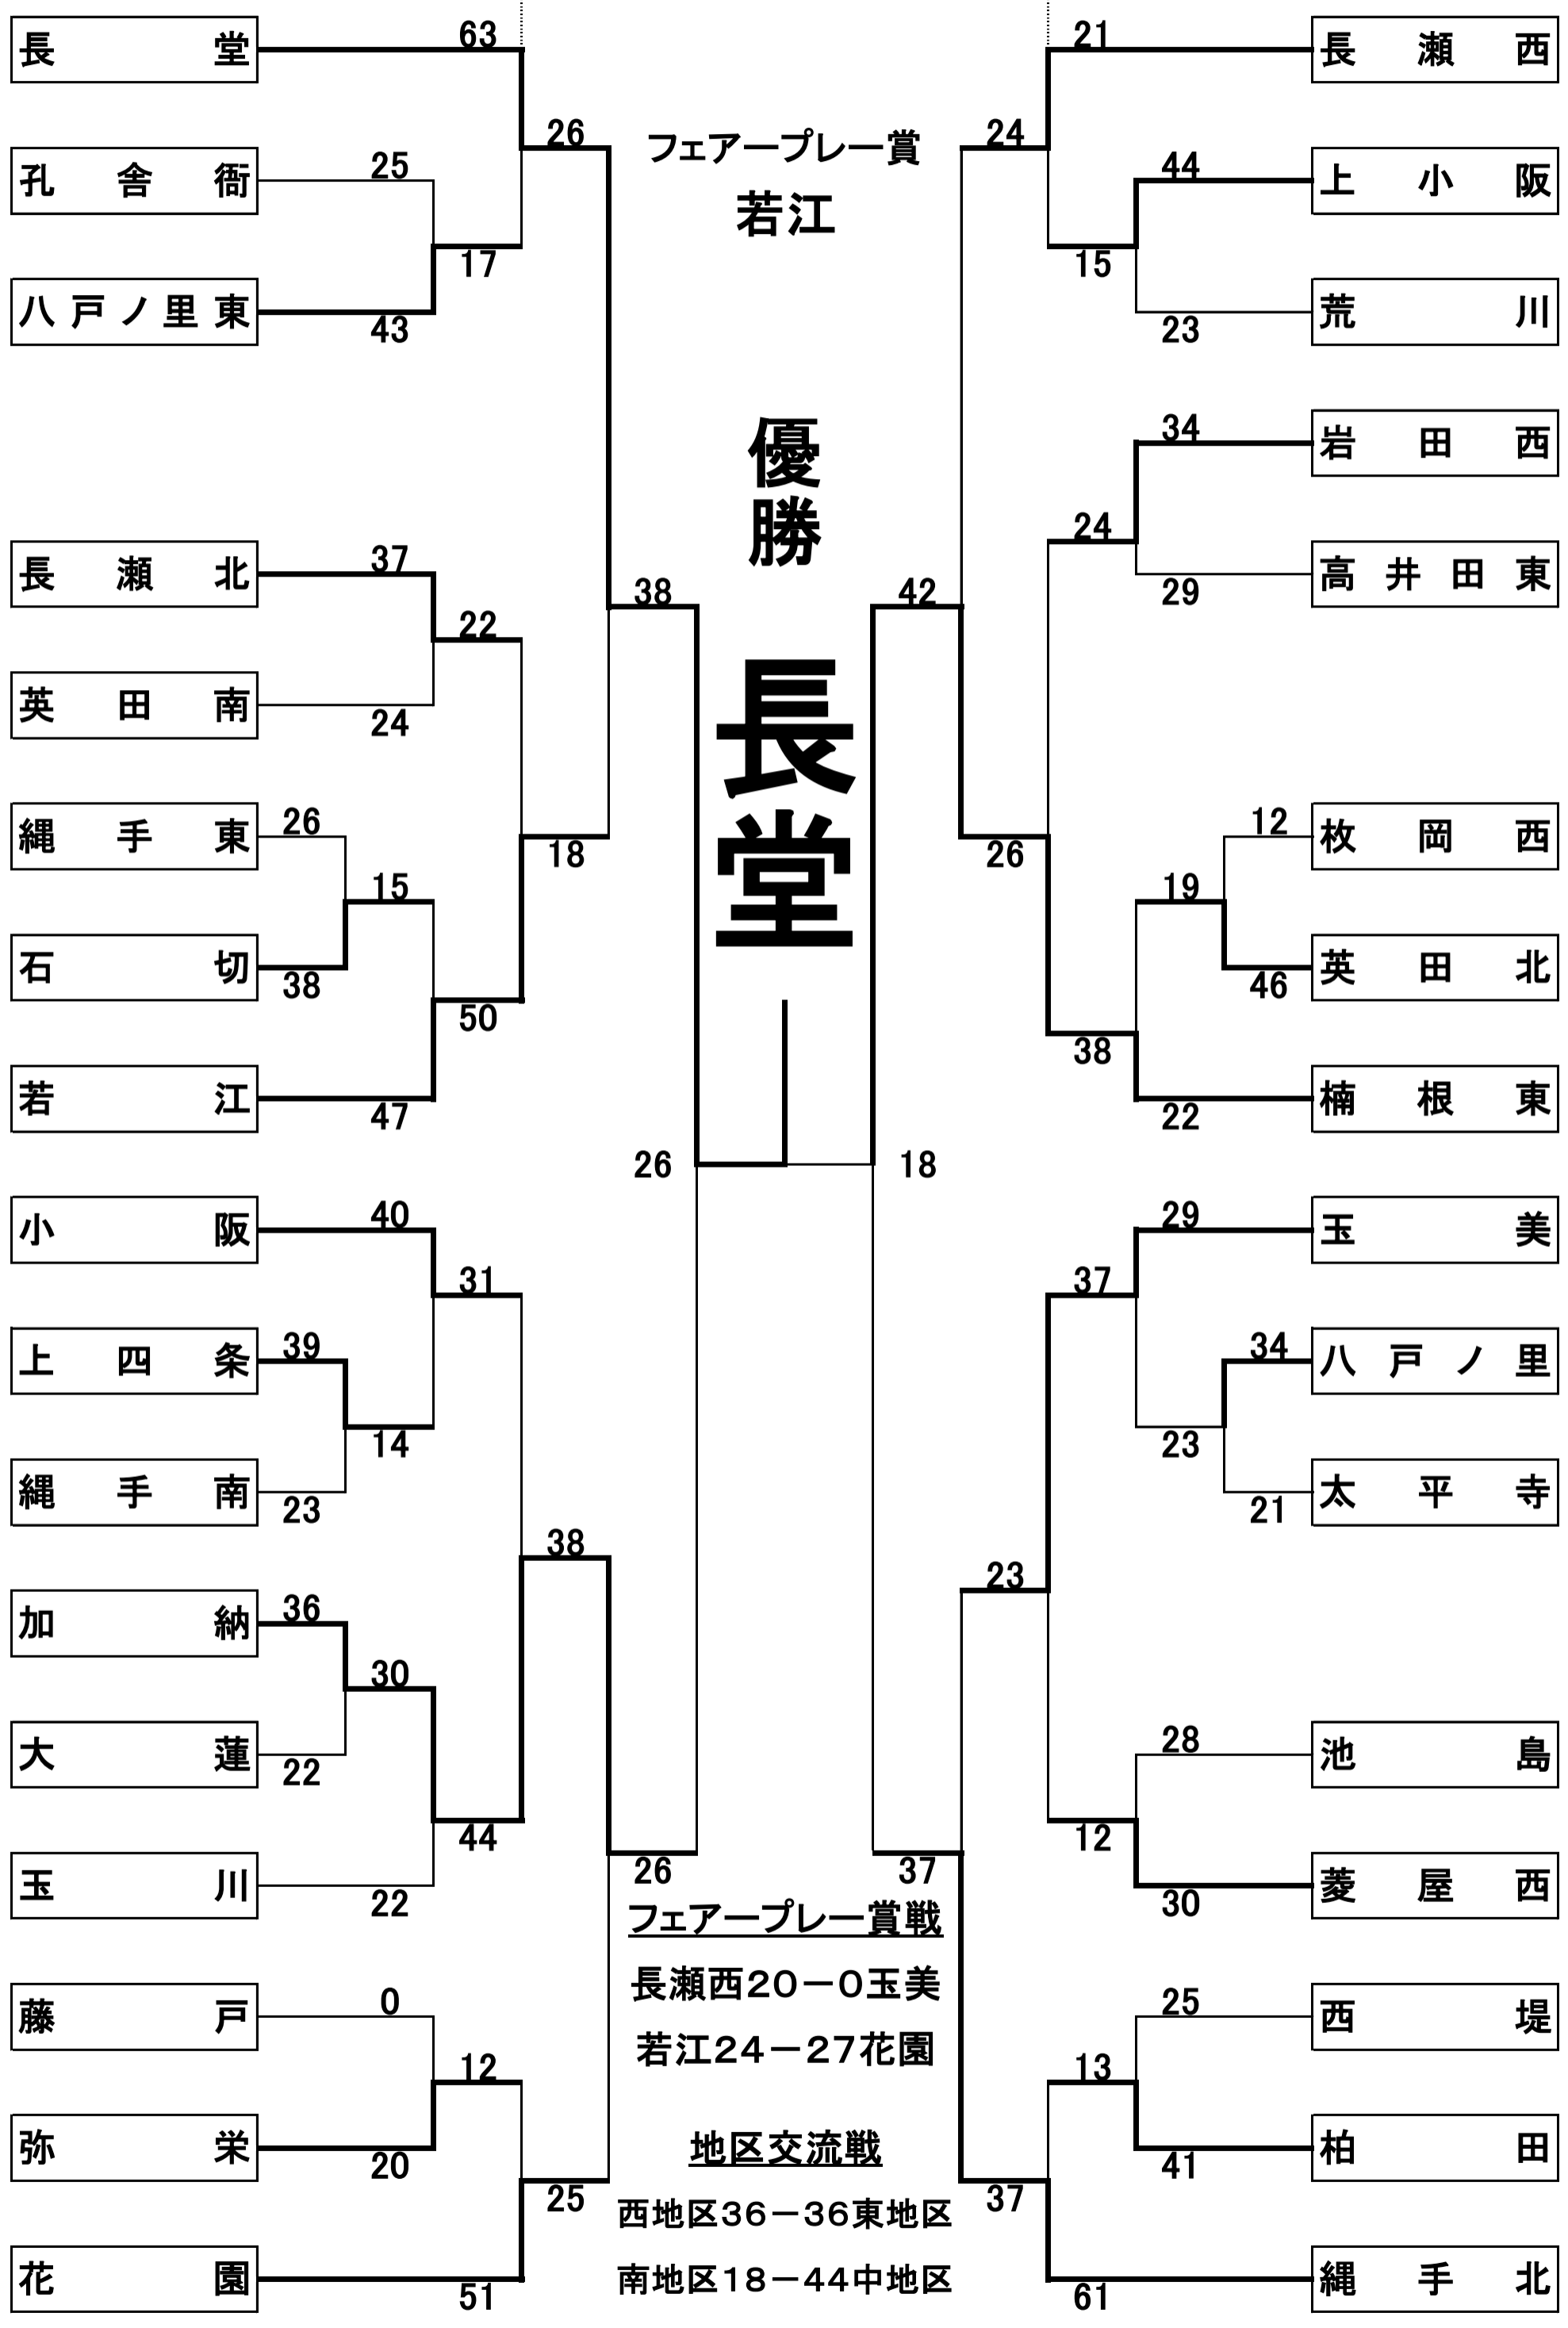 63
21
長堂
長瀬西
26
フェアープレー賞
24
孔舎衙
25
44
上小阪
若江
17
15
八戸ノ里東
43
23
荒川
優勝
34
岩田西
24
長瀬北
37
29
高井田東
38
42
22
英田南
24
長堂
縄手東
26
12
枚岡西
18
26
15
19
石切
38
46
英田北
50
38
若江
47
22
楠根東
26
18
小阪
40
29
玉美
31
37
上四条
39
34
八戸ノ里
14
23
縄手南
23
21
太平寺
38
23
加納
36
30
大蓮
22
28
池島
44
12
玉川
22
26
37
30
菱屋西
フェアープレー賞戦
長瀬西20－0玉美
藤戸
0
25
西堤
若江24－27花園
12
13
弥栄
20
41
柏田
地区交流戦
25
37
西地区36－36東地区
花園
51
南地区18－44中地区
61
縄手北